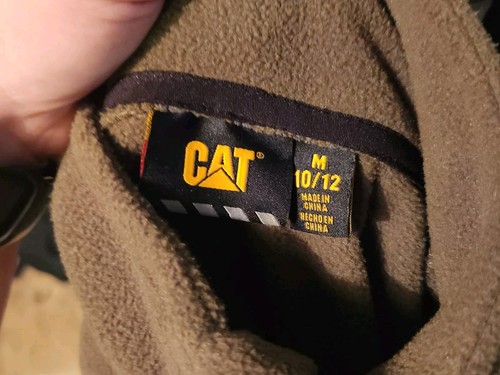 CAT®
M
10/12
MADE IN
CHINA
HECHO EN
CHINA